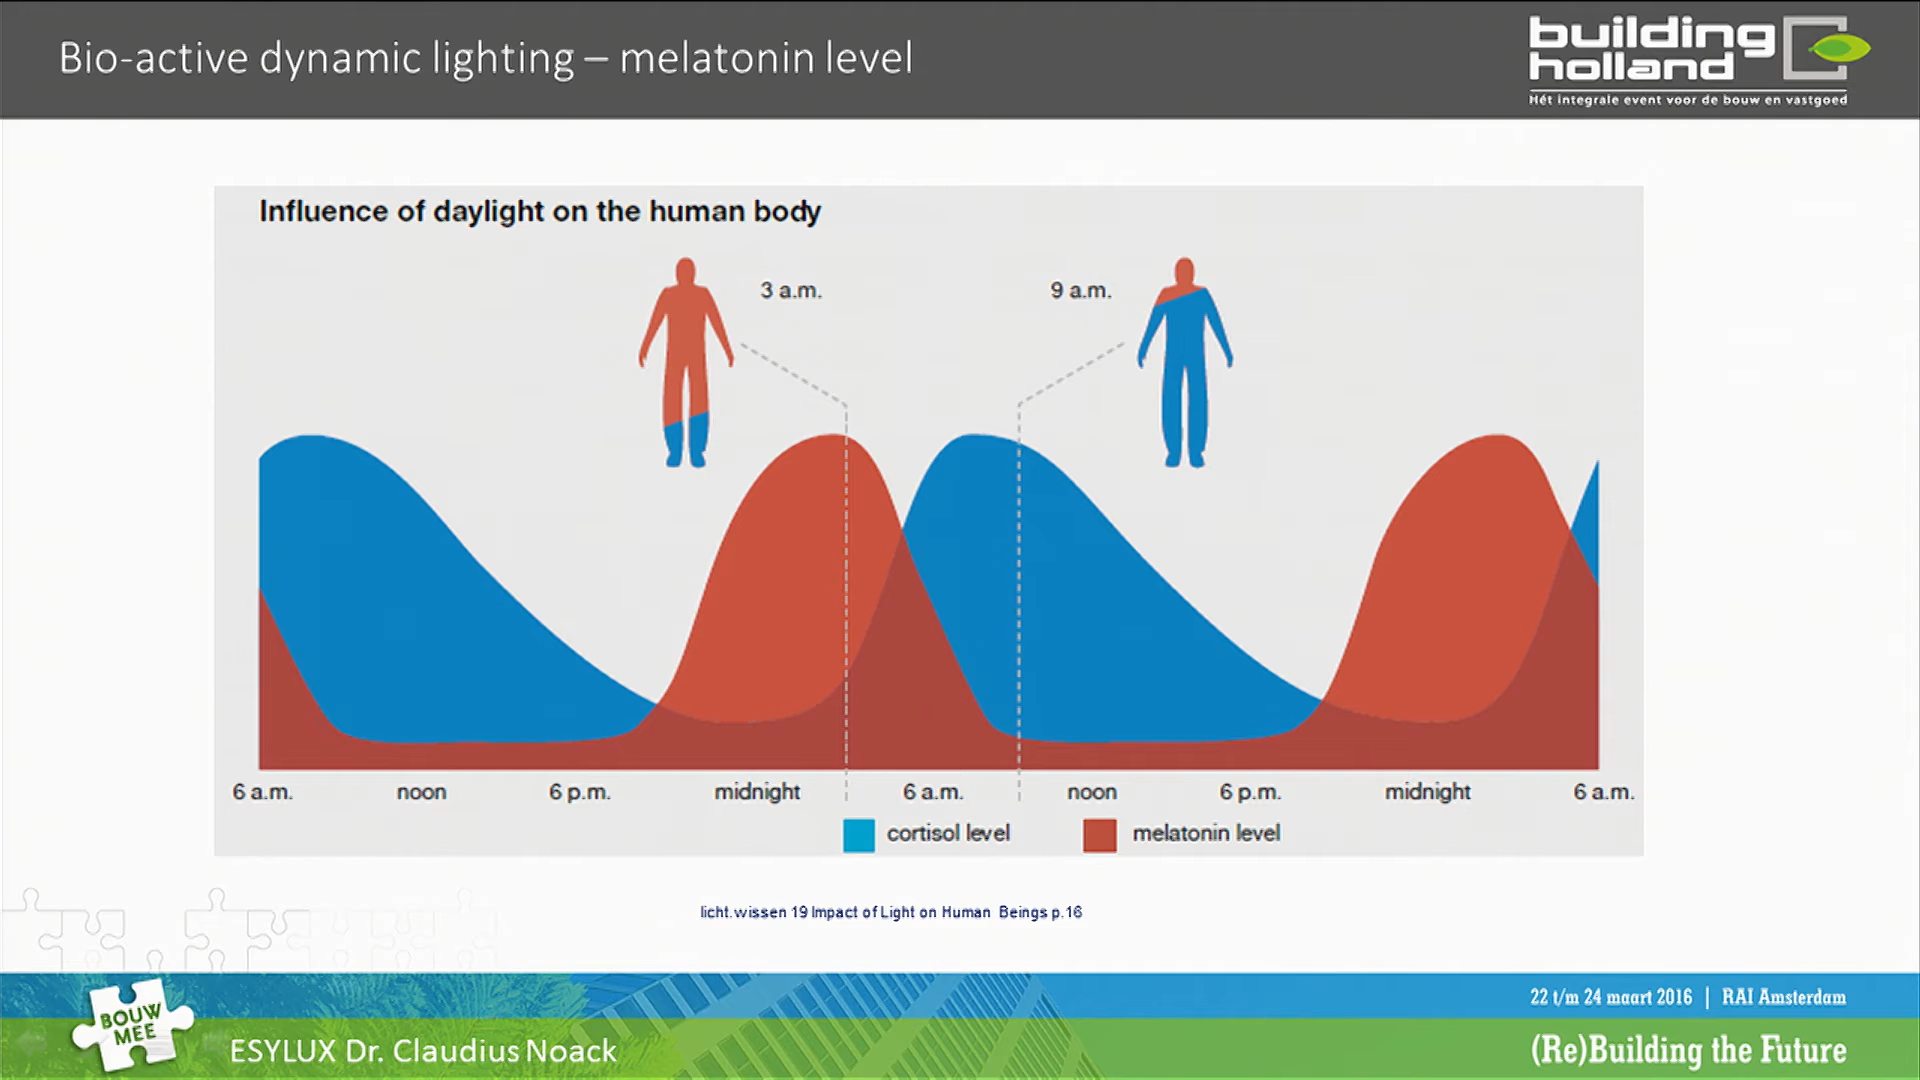 Bio-active dynamic lighting – melatonin level
building
holland
Hét integrale event voor de bouw en vastgoed
Influence of daylight on the human body
3 a.m.
9 a.m.
6 a.m. noon 6 p.m. midnight 6 a.m. noon 6 p.m. midnight 6 a.m.
cortisol level melatonin level
licht.wissen 19 Impact of Light on Human Beings p.16
BOUW
MEE
ESYLUX Dr. Claudius Noack
22 t/m 24 maart 2016 | RAI Amsterdam
(Re)Building the Future